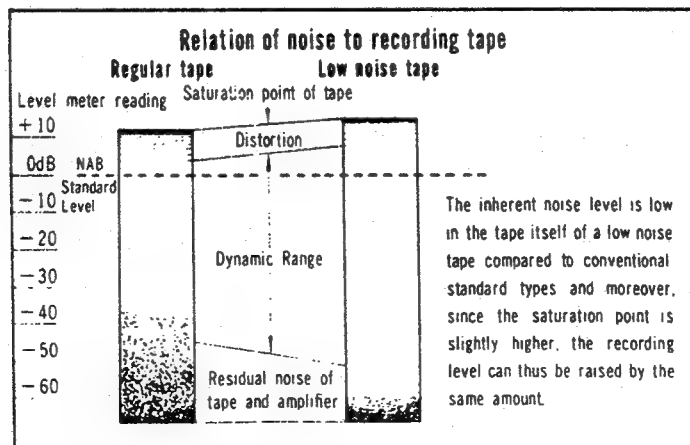 Relation of noise to recording tape
Regular tape
Low noise tape
Level meter reading
Saturation point of tape
+10
Distortion
0dB NAB
Standard
Level
-10
-20
-30
-40
-50
-60
Dynamic Range
Residual noise of
tape and amplifier
The inherent noise level is low
in the tape itself of a low noise
tape compared to conventional
standard types and moreover,
since the saturation point is
slightly higher, the recording
level can thus be raised by the
same amount.